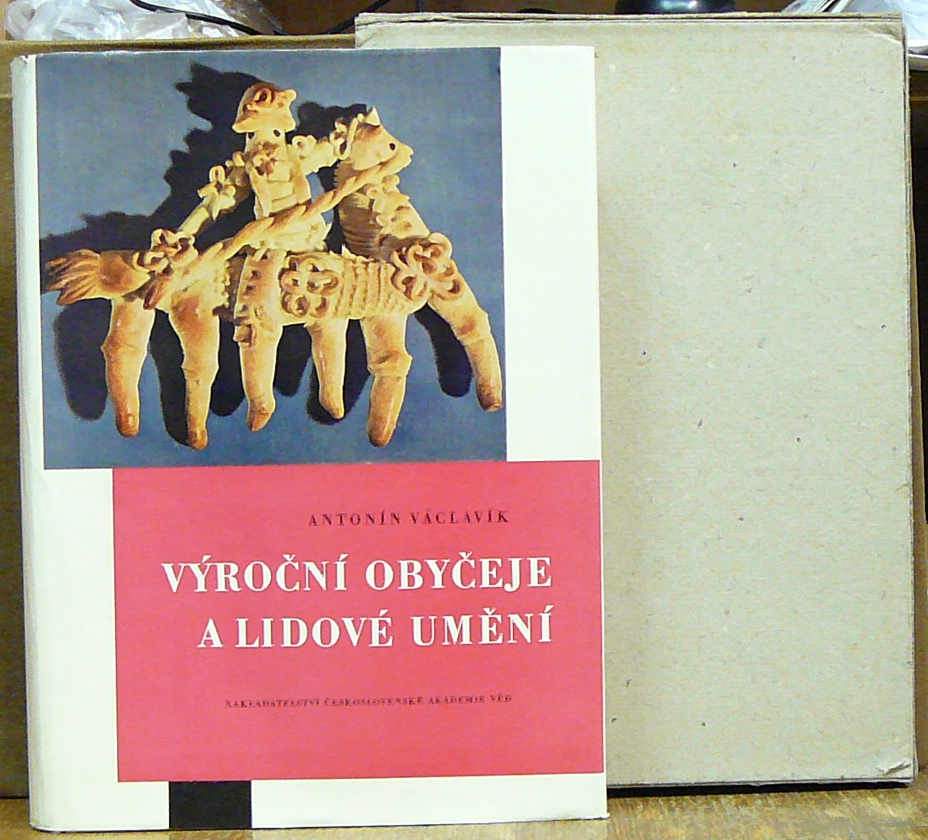 ANTONÍN VÁCLAVÍK
VÝROČNÍ OBYČEJE
A LIDOVÉ UMĚNÍ
NAKLADATELSTVÍ ČESKOSLOVENSKÉ AKADEMIE VĚD